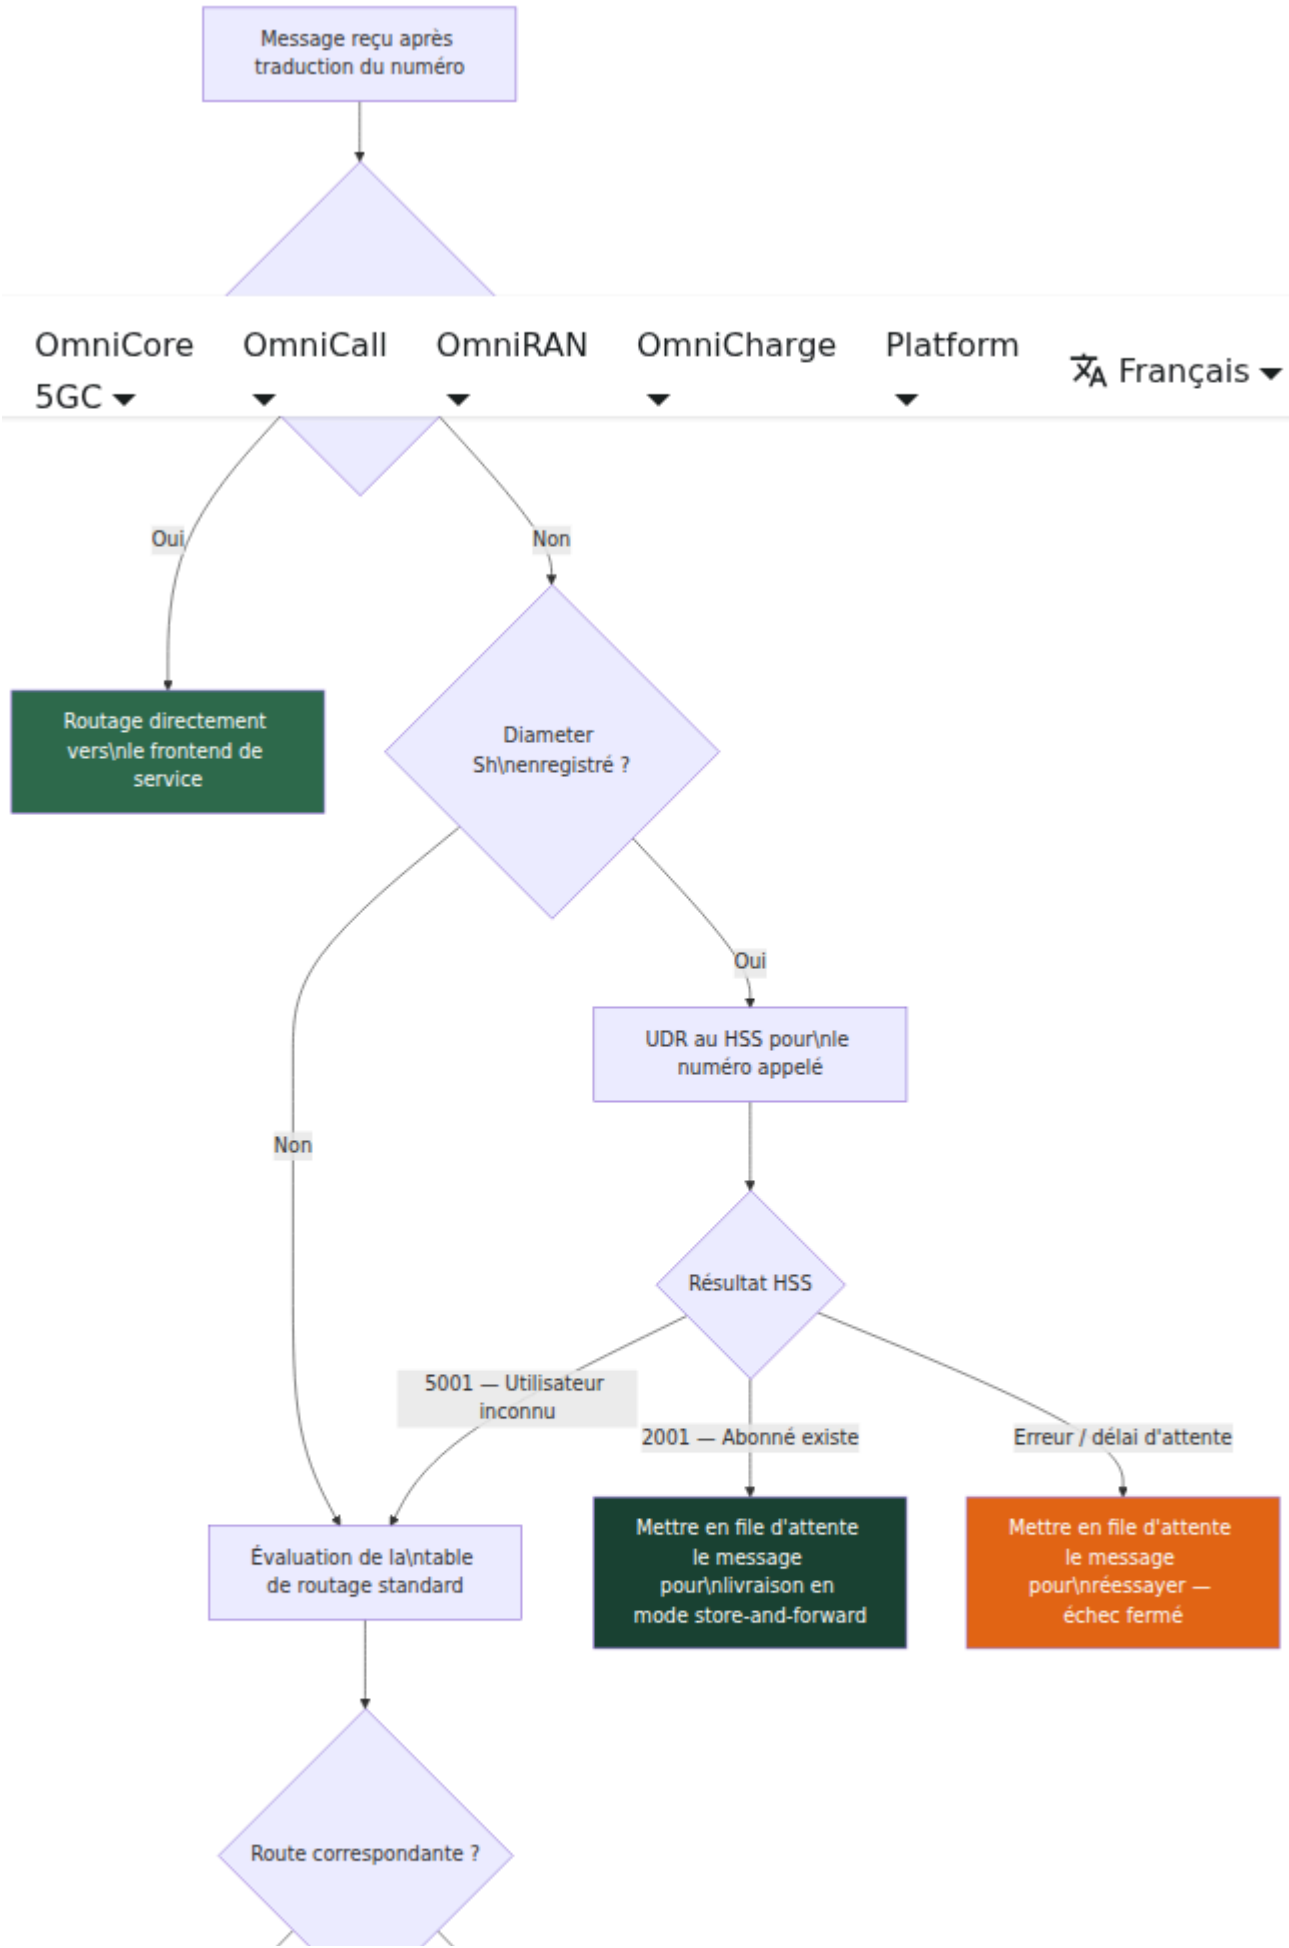 Message reçu après
traduction du numéro
OmniCore
5GC
OmniCall
OmniRAN
OmniCharge
Platform
Français
Oui
Non
Routage directement
vers\nle frontend de
service
Diameter
Sh\nenregistré ?
Oui
UDR au HSS pour\nle
numéro appelé
Non
Résultat HSS
5001 — Utilisateur
inconnu
2001 — Abonné existe
Erreur / délai d'attente
Évaluation de la\ntable
de routage standard
Mettre en file d'attente
le message
pour\nlivraison en
mode store-and-forward
Mettre en file d'attente
le message
pour\nréessayer —
échec fermé
Route correspondante ?